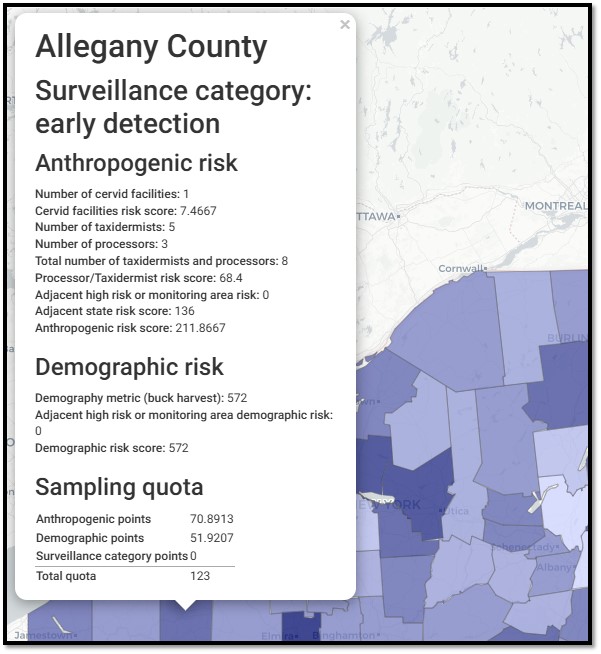 ×
Allegany County
Surveillance category:
early detection
Anthropogenic risk
Number of cervid facilities: 1
Cervid facilities risk score: 7.4667
Number of taxidermists: 5
Number of processors: 3
Total number of taxidermists and processors: 8
Processor/Taxidermist risk score: 68.4
Adjacent high risk or monitoring area risk: 0
Adjacent state risk score: 136
Anthropogenic risk score: 211.8667
Demographic risk
Demography metric (buck harvest): 572
Adjacent high risk or monitoring area demographic risk:
0
Demographic risk score: 572
Sampling quota
Anthropogenic points 70.8913
Demographic points 51.9207
Surveillance category points 0
Total quota 123
TTAWA
MONTREAL
Cornwall
BURLIN
EW YORK
Utica
Schenectady
Albany
Jamestown
Elmira
Binghamton